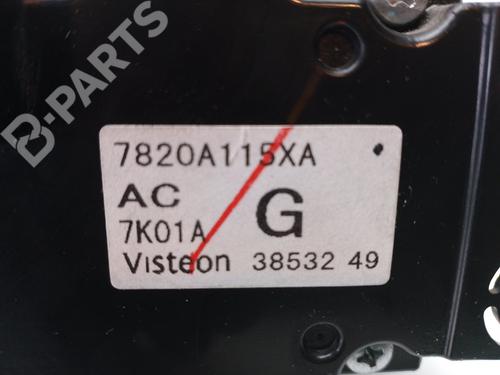 B-PARTS
7820A115XA
AC
G
7K01A
Visteon 38532 49